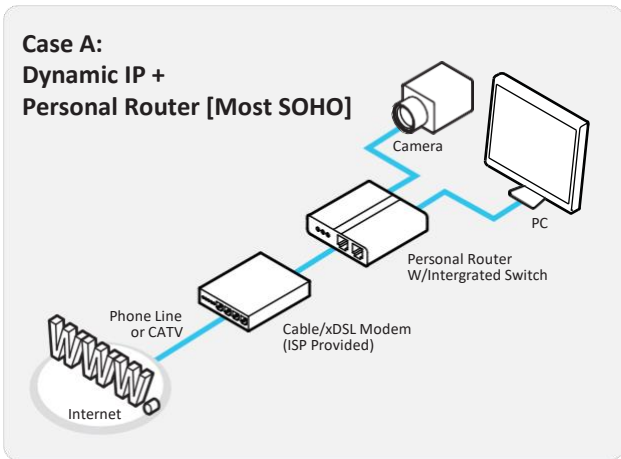 Case A:
Dynamic IP +
Personal Router [Most SOHO]
Camera
PC
Personal Router
W/Intergrated Switch
Phone Line
or CATV
Cable/xDSL Modem
(ISP Provided)
WWW.
Internet